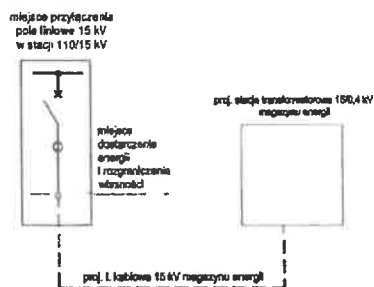 miejsce przyłączenia
pole liniowe 15 kV
w stacji 110/15 kV
miejsce
dostarczenia
energii
i rozgraniczenia
własności
proj. stacja transformatorowa 15/0,4 kV
magazynu energii
proj. l. kablowa 15 kV magazynu energii